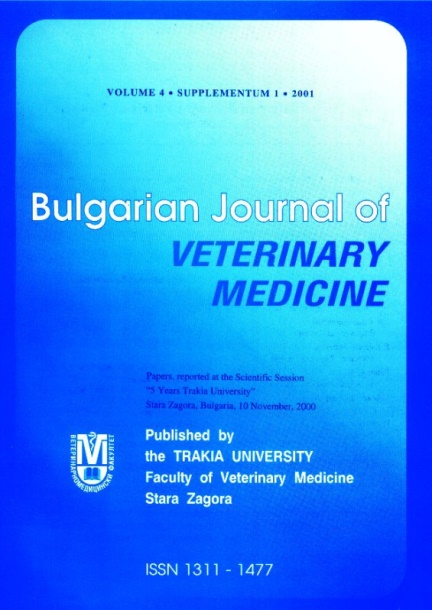 VOLUME 4 • SUPPLEMENTUM 1 • 2001
Bulgarian Journal of
VETERINARY
MEDICINE
Papers, reported at the Scientific Session
"5 Years Trakia University"
Stara Zagora, Bulgaria, 10 November, 2000
ВЕТЕРИНАРНОМЕДИЦИНСКИ ФАКУЛТЕТ
Published by
the TRAKIA UNIVERSITY
Faculty of Veterinary Medicine
Stara Zagora
ISSN 1311 - 1477